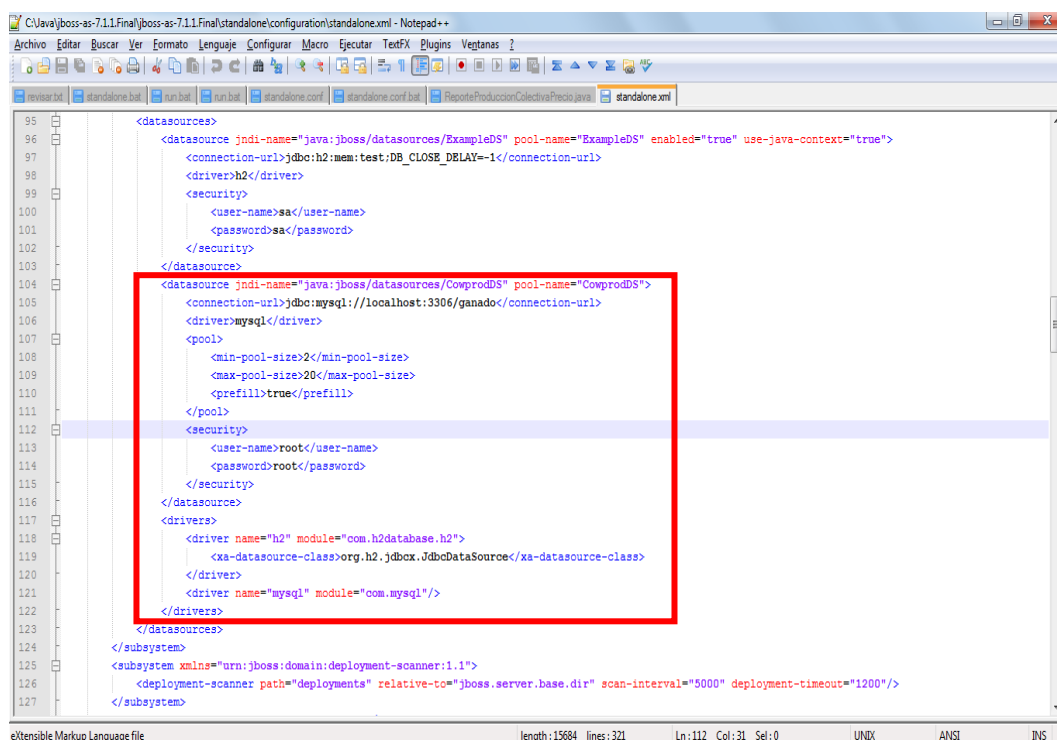 C:\Java\jboss-as-7.1.1.Final\jboss-as-7.1.1.Final\standalone\configuration\standalone.xml - Notepad++
Archivo Editar Buscar Ver Formato Lenguaje Configurar Macro Ejecutar TextFX Plugins Ventanas ?
revisar.txt standalone.bat run.bat run.bat standalone.conf standalone.conf.bat ReporteProduccionColectivaPrecio.java standalone.xml
95 <datasources>
96 <datasource jndi-name="java:jboss/datasources/ExampleDS" pool-name="ExampleDS" enabled="true" use-java-context="true">
97 <connection-url>jdbc:h2:mem:test;DB_CLOSE_DELAY=-1</connection-url>
98 <driver>h2</driver>
99 <security>
100 <user-name>sa</user-name>
101 <password>sa</password>
102 </security>
103 </datasource>
104 <datasource jndi-name="java:jboss/datasources/CowprodDS" pool-name="CowprodDS">
105 <connection-url>jdbc:mysql://localhost:3306/ganado</connection-url>
106 <driver>mysql</driver>
107 <pool>
108 <min-pool-size>2</min-pool-size>
109 <max-pool-size>20</max-pool-size>
110 <prefill>true</prefill>
111 </pool>
112 <security>
113 <user-name>root</user-name>
114 <password>root</password>
115 </security>
116 </datasource>
117 <drivers>
118 <driver name="h2" module="com.h2database.h2">
119 <xa-datasource-class>org.h2.jdbcx.JdbcDataSource</xa-datasource-class>
120 </driver>
121 <driver name="mysql" module="com.mysql"/>
122 </drivers>
123 </datasources>
124 </subsystem>
125 <subsystem xmlns="urn:jboss:domain:deployment-scanner:1.1">
126 <deployment-scanner path="deployments" relative-to="jboss.server.base.dir" scan-interval="5000" deployment-timeout="1200"/>
127 </subsystem>
eXtensible Markup Language file length : 15684 lines : 321 Ln : 112 Col : 31 Sel : 0 UNIX ANSI INS